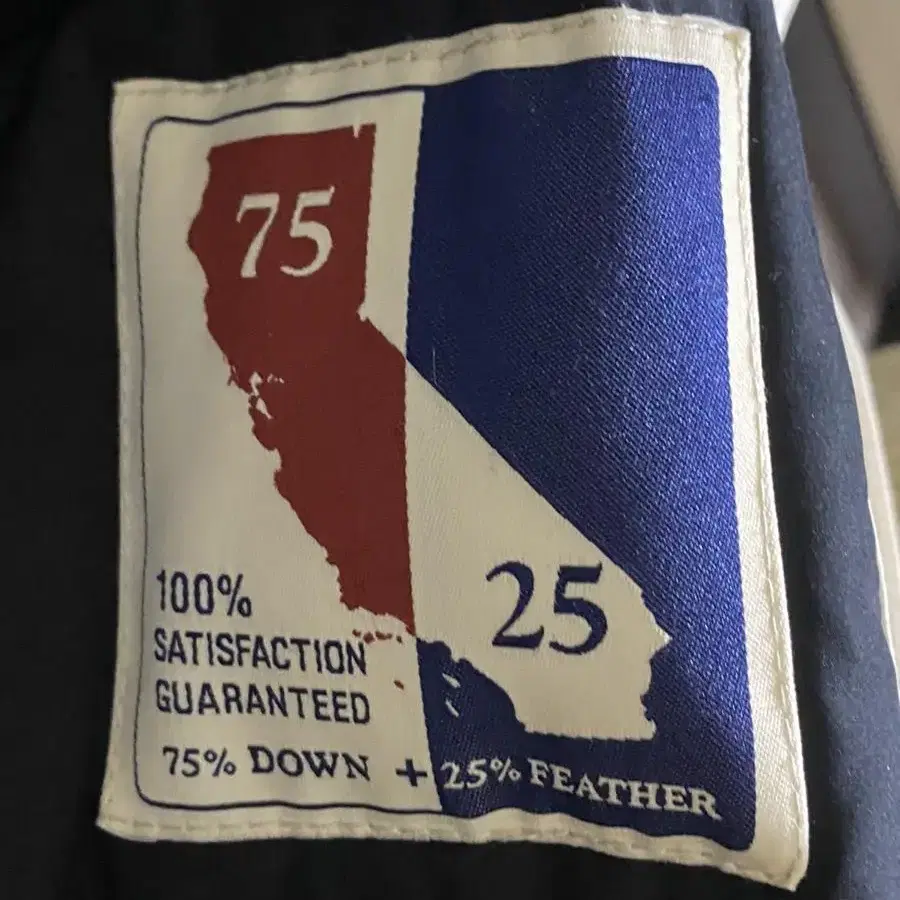 75
25
100%
SATISFACTION
GUARANTEED
75% DOWN + 25% FEATHER